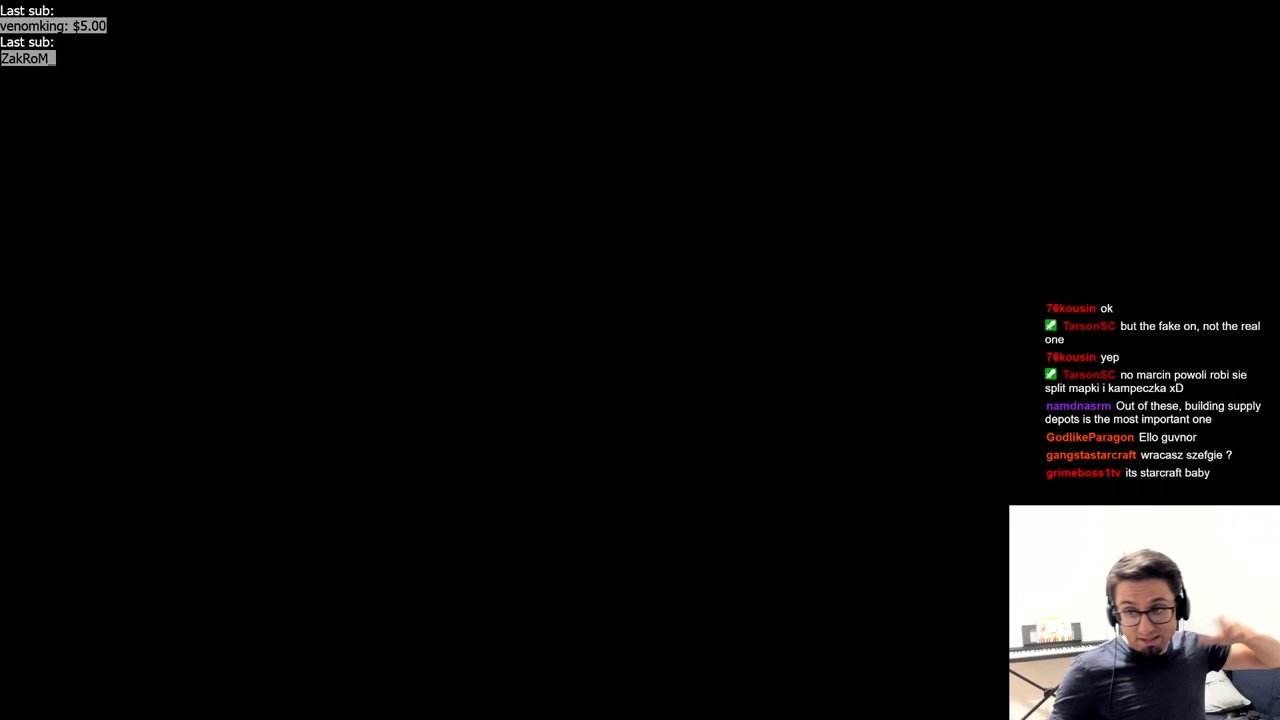 Last sub:
venomking: $5.00
Last sub:
ZakRoM_
76kousin ok
TarsonSC but the fake on, not the real
one
76kousin yep
TarsonSC no marcin powoli robi sie
split mapki i kampeczka xD
namdnasrm Out of these, building supply
depots is the most important one
GodlikeParagon Ello guvnor
gangstastarcraft wracasz szefgie ?
grimeboss1tv its starcraft baby